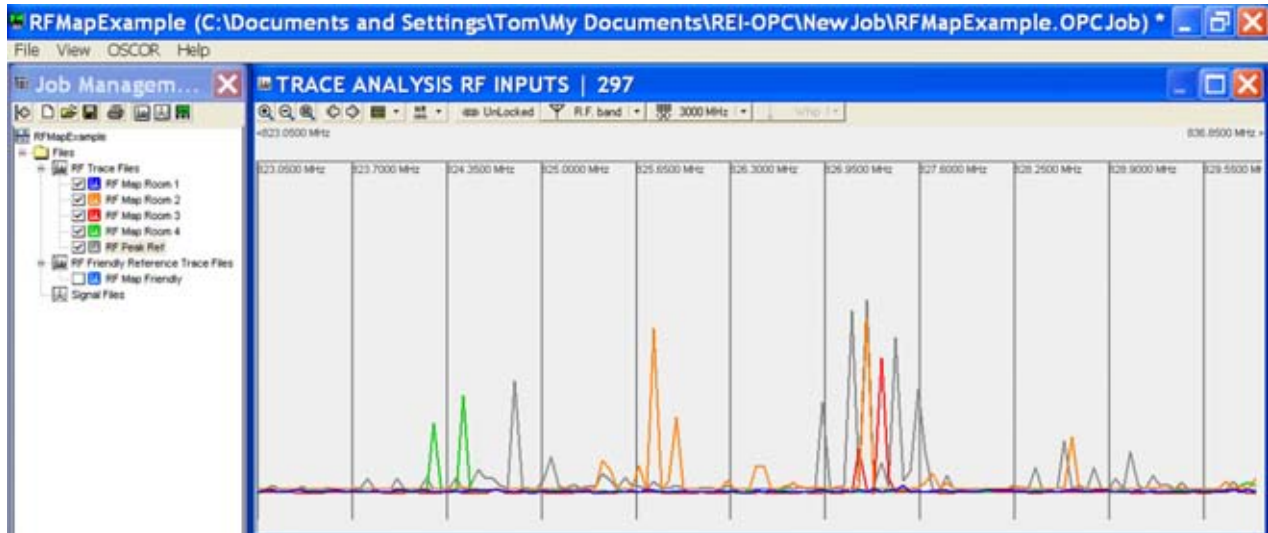 RFMapExample (C:\Documents and Settings\Tom\My Documents\REI-OPC\NewJob\RFMapExample.OPCJob) *
File View OSCOR Help
Job Managem...
RFMapExample
Files
RF Trace Files
RF Map Room 1
RF Map Room 2
RF Map Room 3
RF Map Room 4
RF Peak Ref
RF Friendly Reference Trace Files
RF Map Friendly
Signal Files
TRACE ANALYSIS RF INPUTS | 297
UnLocked R.F. band 3000 MHz Whip
<823.0500 MHz 836.8500 MHz >
823.0500 MHz 823.7000 MHz 824.3500 MHz 825.0000 MHz 825.6500 MHz 826.3000 MHz 826.9500 MHz 827.6000 MHz 828.2500 MHz 828.9000 MHz 829.5500 M